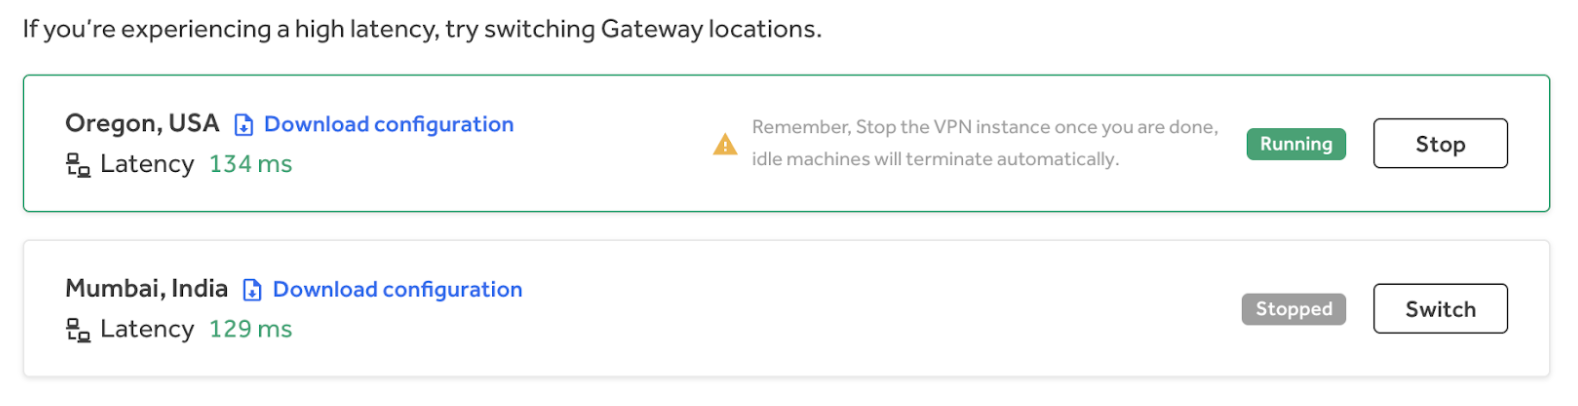 If you're experiencing a high latency, try switching Gateway locations.
Oregon, USA Download configuration
Latency 134 ms
Remember, Stop the VPN instance once you are done,
idle machines will terminate automatically.
Running
Stop
Mumbai, India Download configuration
Latency 129 ms
Stopped
Switch